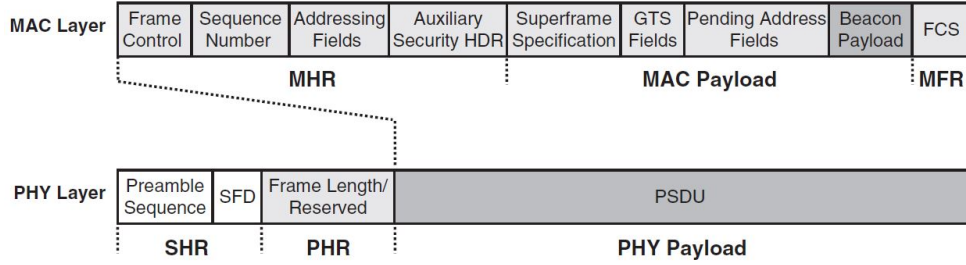 MAC Layer
Frame Control
Sequence Number
Addressing Fields
Auxiliary Security HDR
Superframe Specification
GTS Fields
Pending Address Fields
Beacon Payload
FCS
MHR
MAC Payload
MFR
PHY Layer
Preamble Sequence
SFD
Frame Length/ Reserved
PSDU
SHR
PHR
PHY Payload